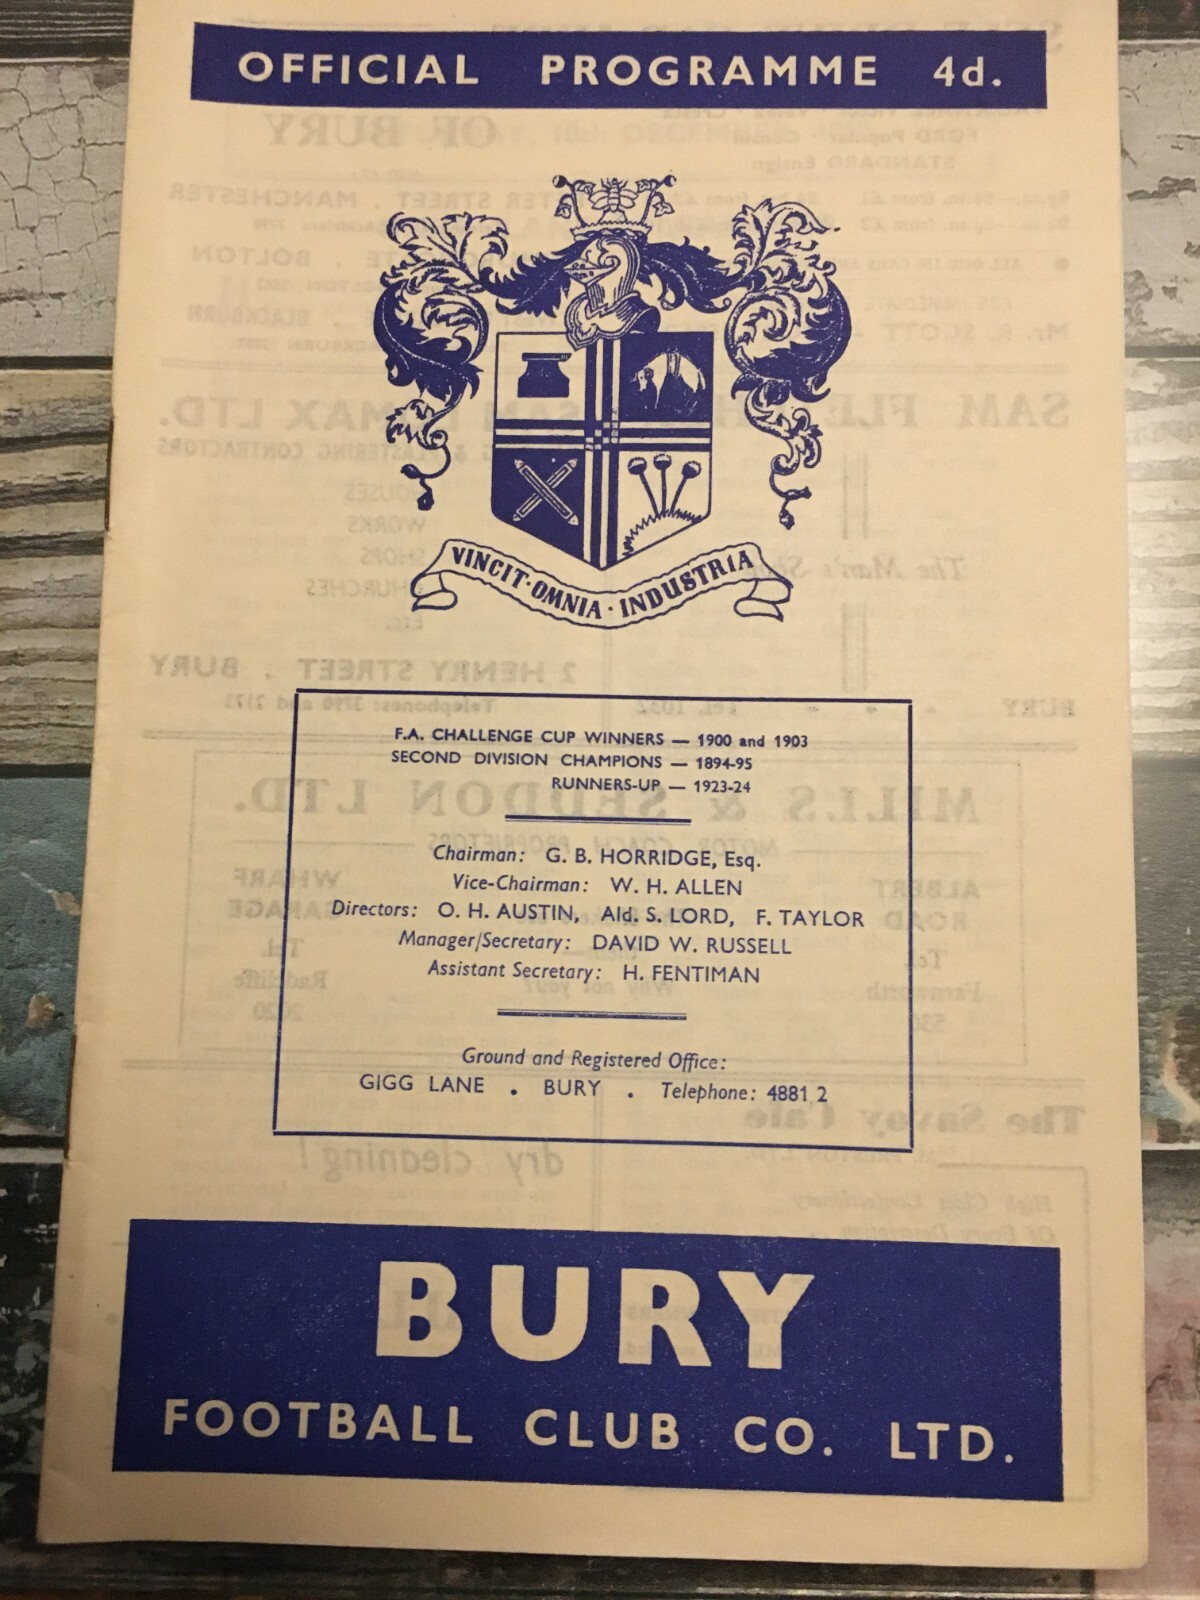 OFFICIAL PROGRAMME 4d.
VINCIT · OMNIA · INDUSTRIA
F.A. CHALLENGE CUP WINNERS — 1900 and 1903
SECOND DIVISION CHAMPIONS — 1894-95
RUNNERS-UP — 1923-24
Chairman: G. B. HORRIDGE, Esq.
Vice-Chairman: W. H. ALLEN
Directors: O. H. AUSTIN, Ald. S. LORD, F. TAYLOR
Manager/Secretary: DAVID W. RUSSELL
Assistant Secretary: H. FENTIMAN
Ground and Registered Office:
GIGG LANE . BURY . Telephone: 4881 2
BURY
FOOTBALL CLUB CO. LTD.